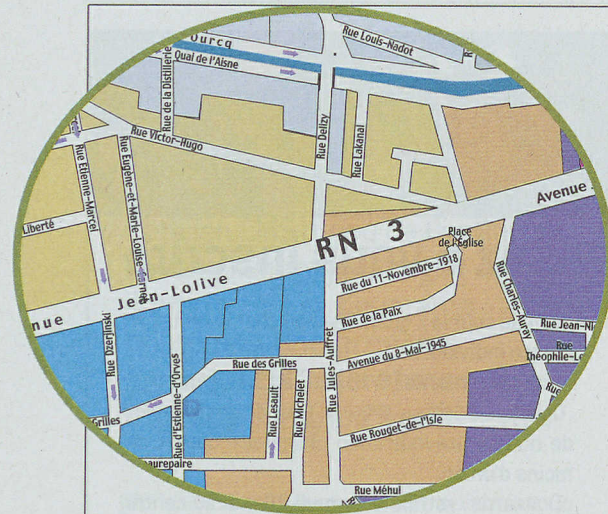 Ourcq
Rue Louis-Nadot
Quai de l'Aisne
Rue de la Distillerie
Rue Delizy
Rue Lakanal
Rue Victor-Hugo
Rue Etienne-Marcel
Rue Eugène-et-Marie-Louise-Cornet
Liberté
Avenue
RN 3
Place
de l'Église
Jean-Lolive
nue
Rue du 11-Novembre-1918
Rue Charles-Auray
Rue de la Paix
Rue Jean-Ni
Rue
Théophile-Le
Rue Dzerjinski
Rue d'Estienne-d'Orves
Rue Jules-Auffret
Avenue du 8-Mai-1945
Rue des Grilles
Rue
Rue Lesault
Rue Michelet
Grilles
Rue Rouget-de-l'Isle
eaurepaire
Rue Méhul